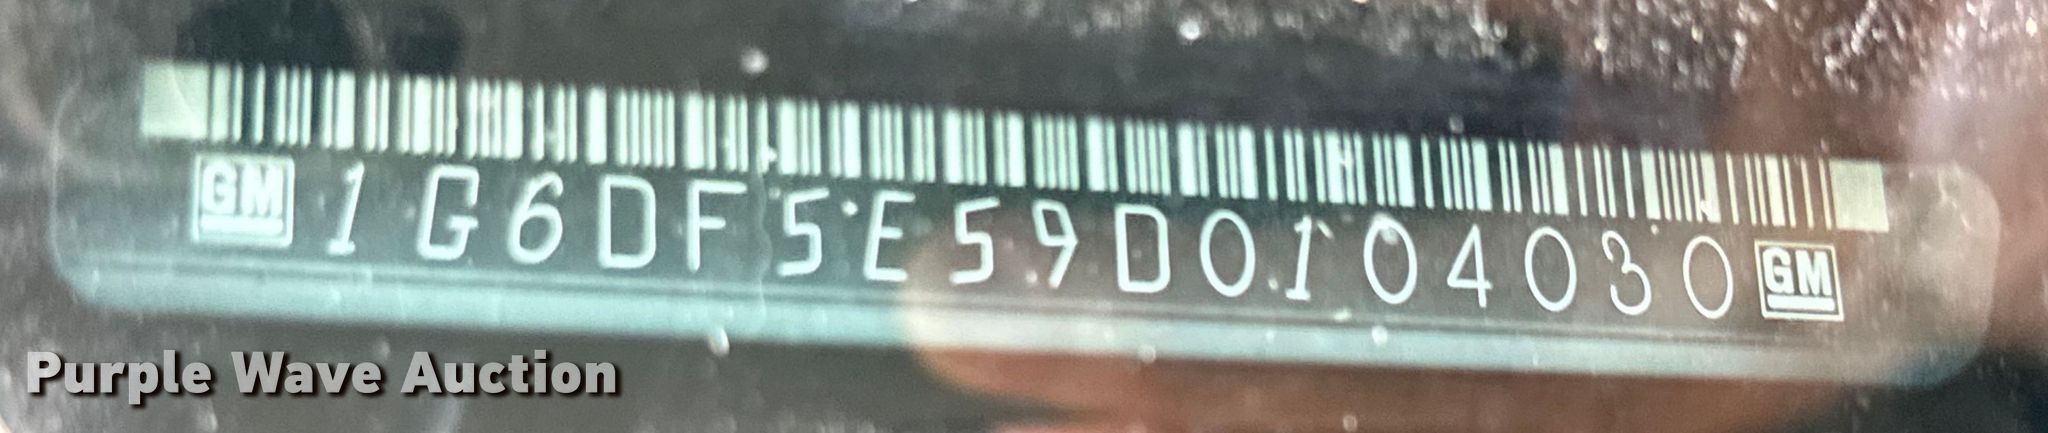 GM 1G6DF5E59D0104030 GM
Purple Wave Auction